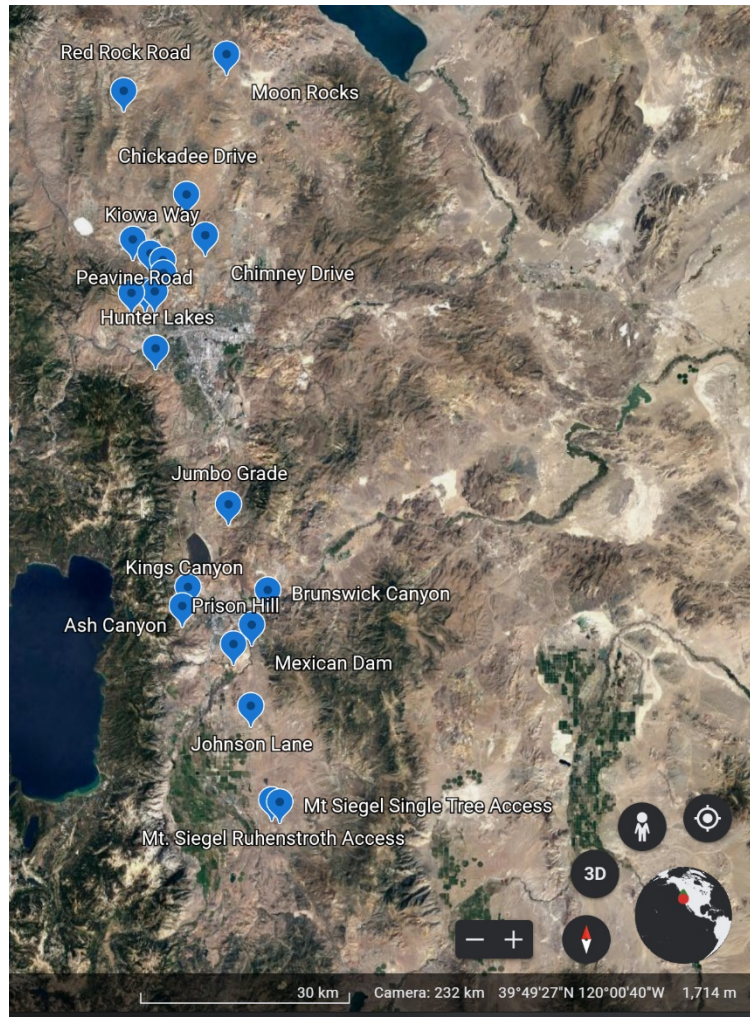 Red Rock Road
Moon Rocks
Chickadee Drive
Kiowa Way
Chimney Drive
Peavine Road
Hunter Lakes
Jumbo Grade
Kings Canyon
Brunswick Canyon
Prison Hill
Ash Canyon
Mexican Dam
Johnson Lane
Mt Siegel Single Tree Access
Mt. Siegel Ruhenstroth Access
3D
30 km
Camera: 232 km
39°49'27"N 120°00'40"W
1,714 m